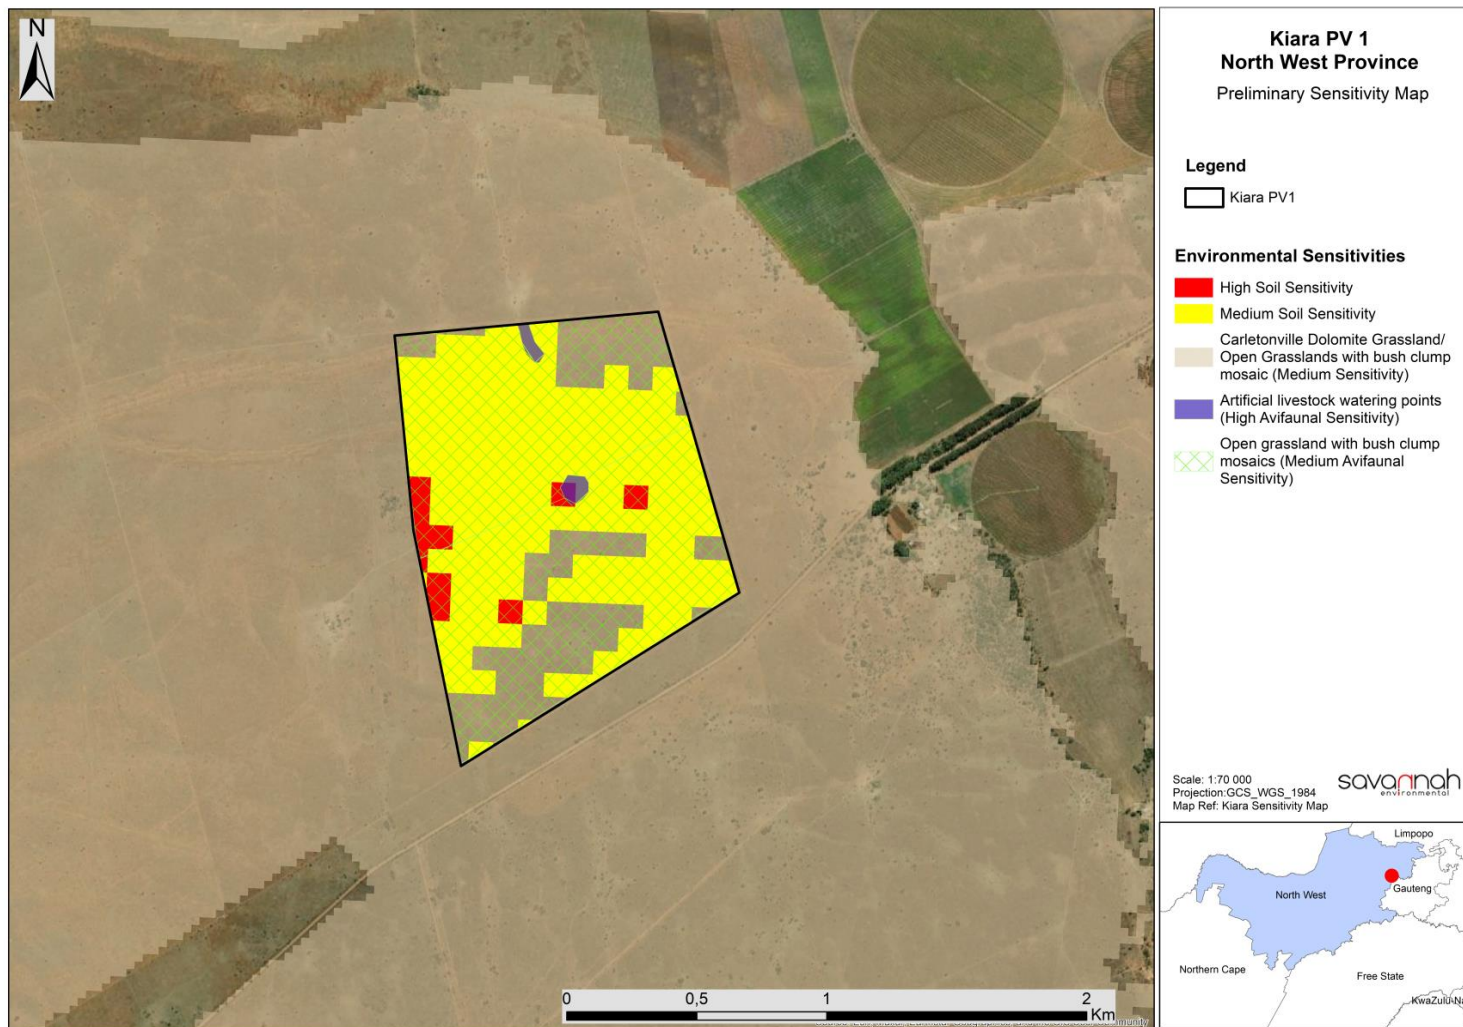 N
Kiara PV 1
North West Province
Preliminary Sensitivity Map
Legend
Kiara PV1
Environmental Sensitivities
High Soil Sensitivity
Medium Soil Sensitivity
Carletonville Dolomite Grassland/
Open Grasslands with bush clump
mosaic (Medium Sensitivity)
Artificial livestock watering points
(High Avifaunal Sensitivity)
Open grassland with bush clump
mosaics (Medium Avifaunal
Sensitivity)
Scale: 1:70 000
Projection:GCS_WGS_1984
Map Ref: Kiara Sensitivity Map
savannah
environmental
0 0,5 1 2
Km
Limpopo
North West
Gauteng
Northern Cape
Free State
KwaZulu-Na